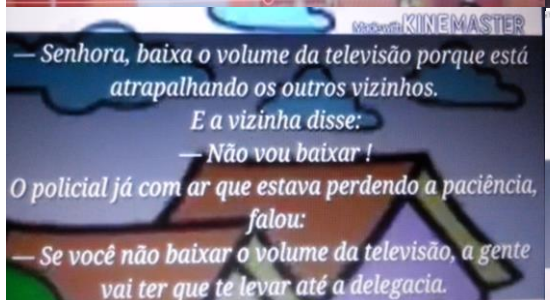 Made with KINEMASTER
— Senhora, baixa o volume da televisão porque está
atrapalhando os outros vizinhos.
E a vizinha disse:
— Não vou baixar !
O policial já com ar que estava perdendo a paciência,
falou:
— Se você não baixar o volume da televisão, a gente
vai ter que te levar até a delegacia.